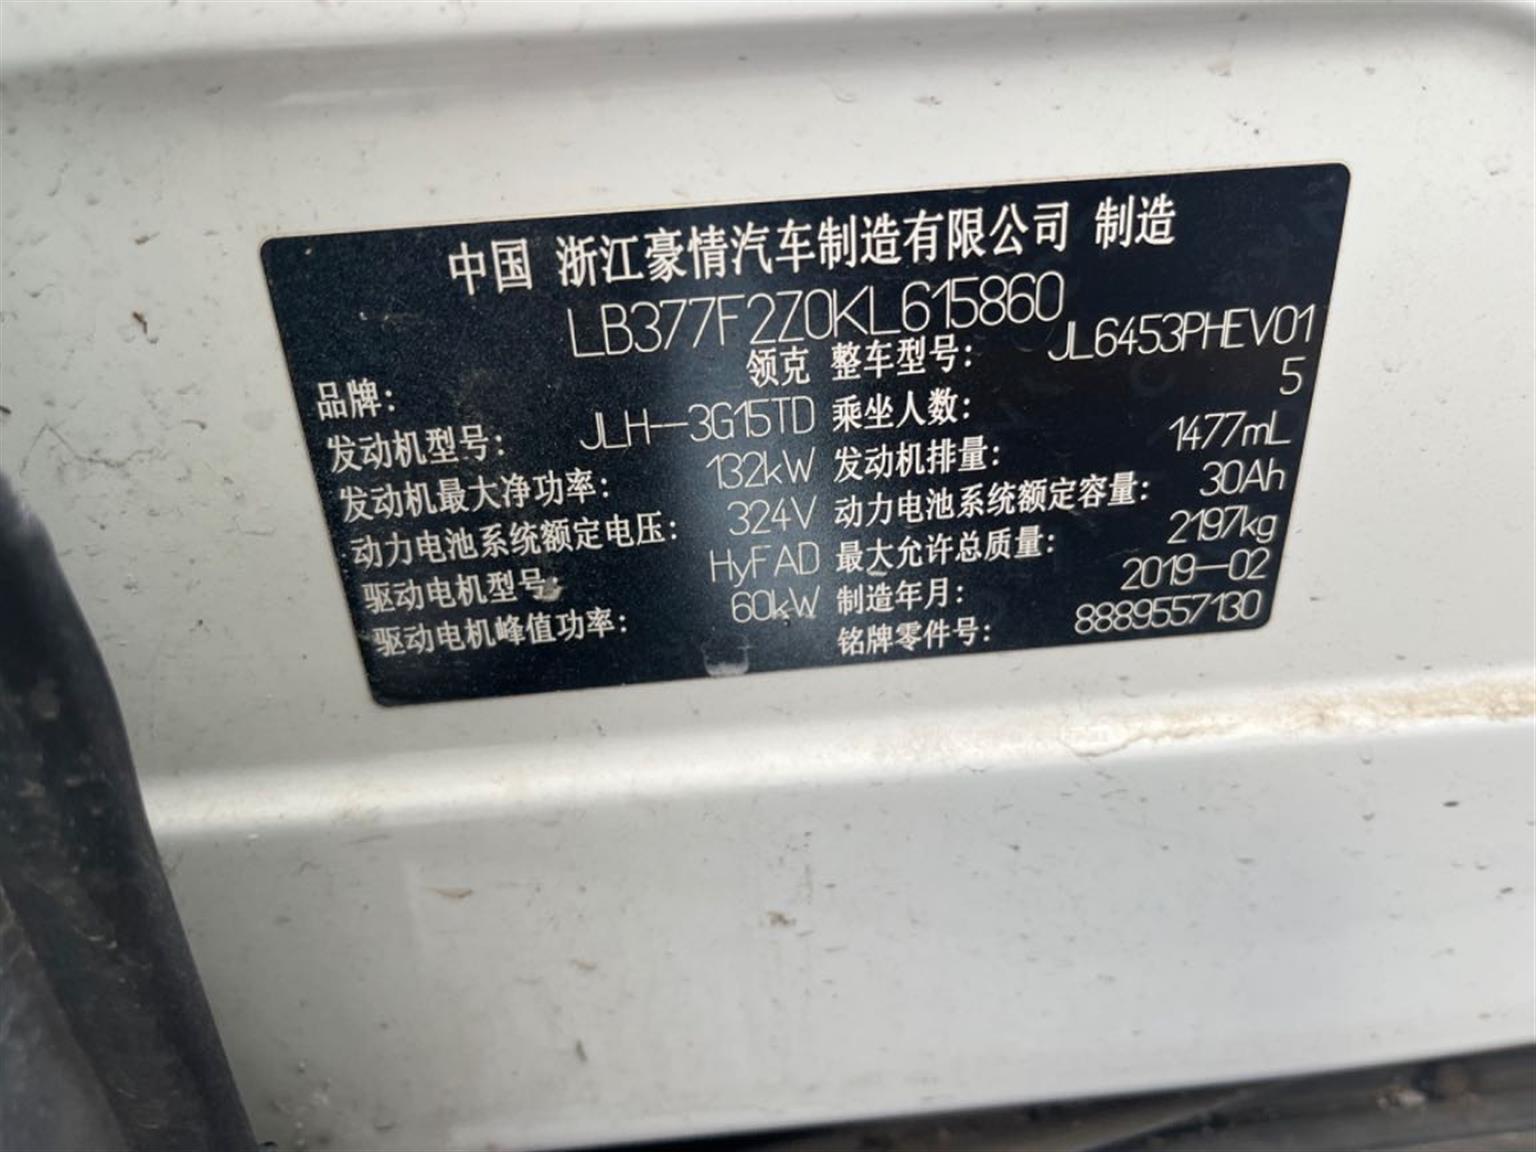 中国 浙江豪情汽车制造有限公司 制造
LB377F2Z0KL615860
品牌: 领克 整车型号: JL6453PHEV01
发动机型号: JLH-3G15TD 乘坐人数: 5
发动机最大净功率: 132kW 发动机排量: 1477mL
动力电池系统额定电压: 324V 动力电池系统额定容量: 30Ah
驱动电机型号: HyFAD 最大允许总质量: 2197kg
驱动电机峰值功率: 60kW 制造年月: 2019-02
铭牌零件号: 8889557130